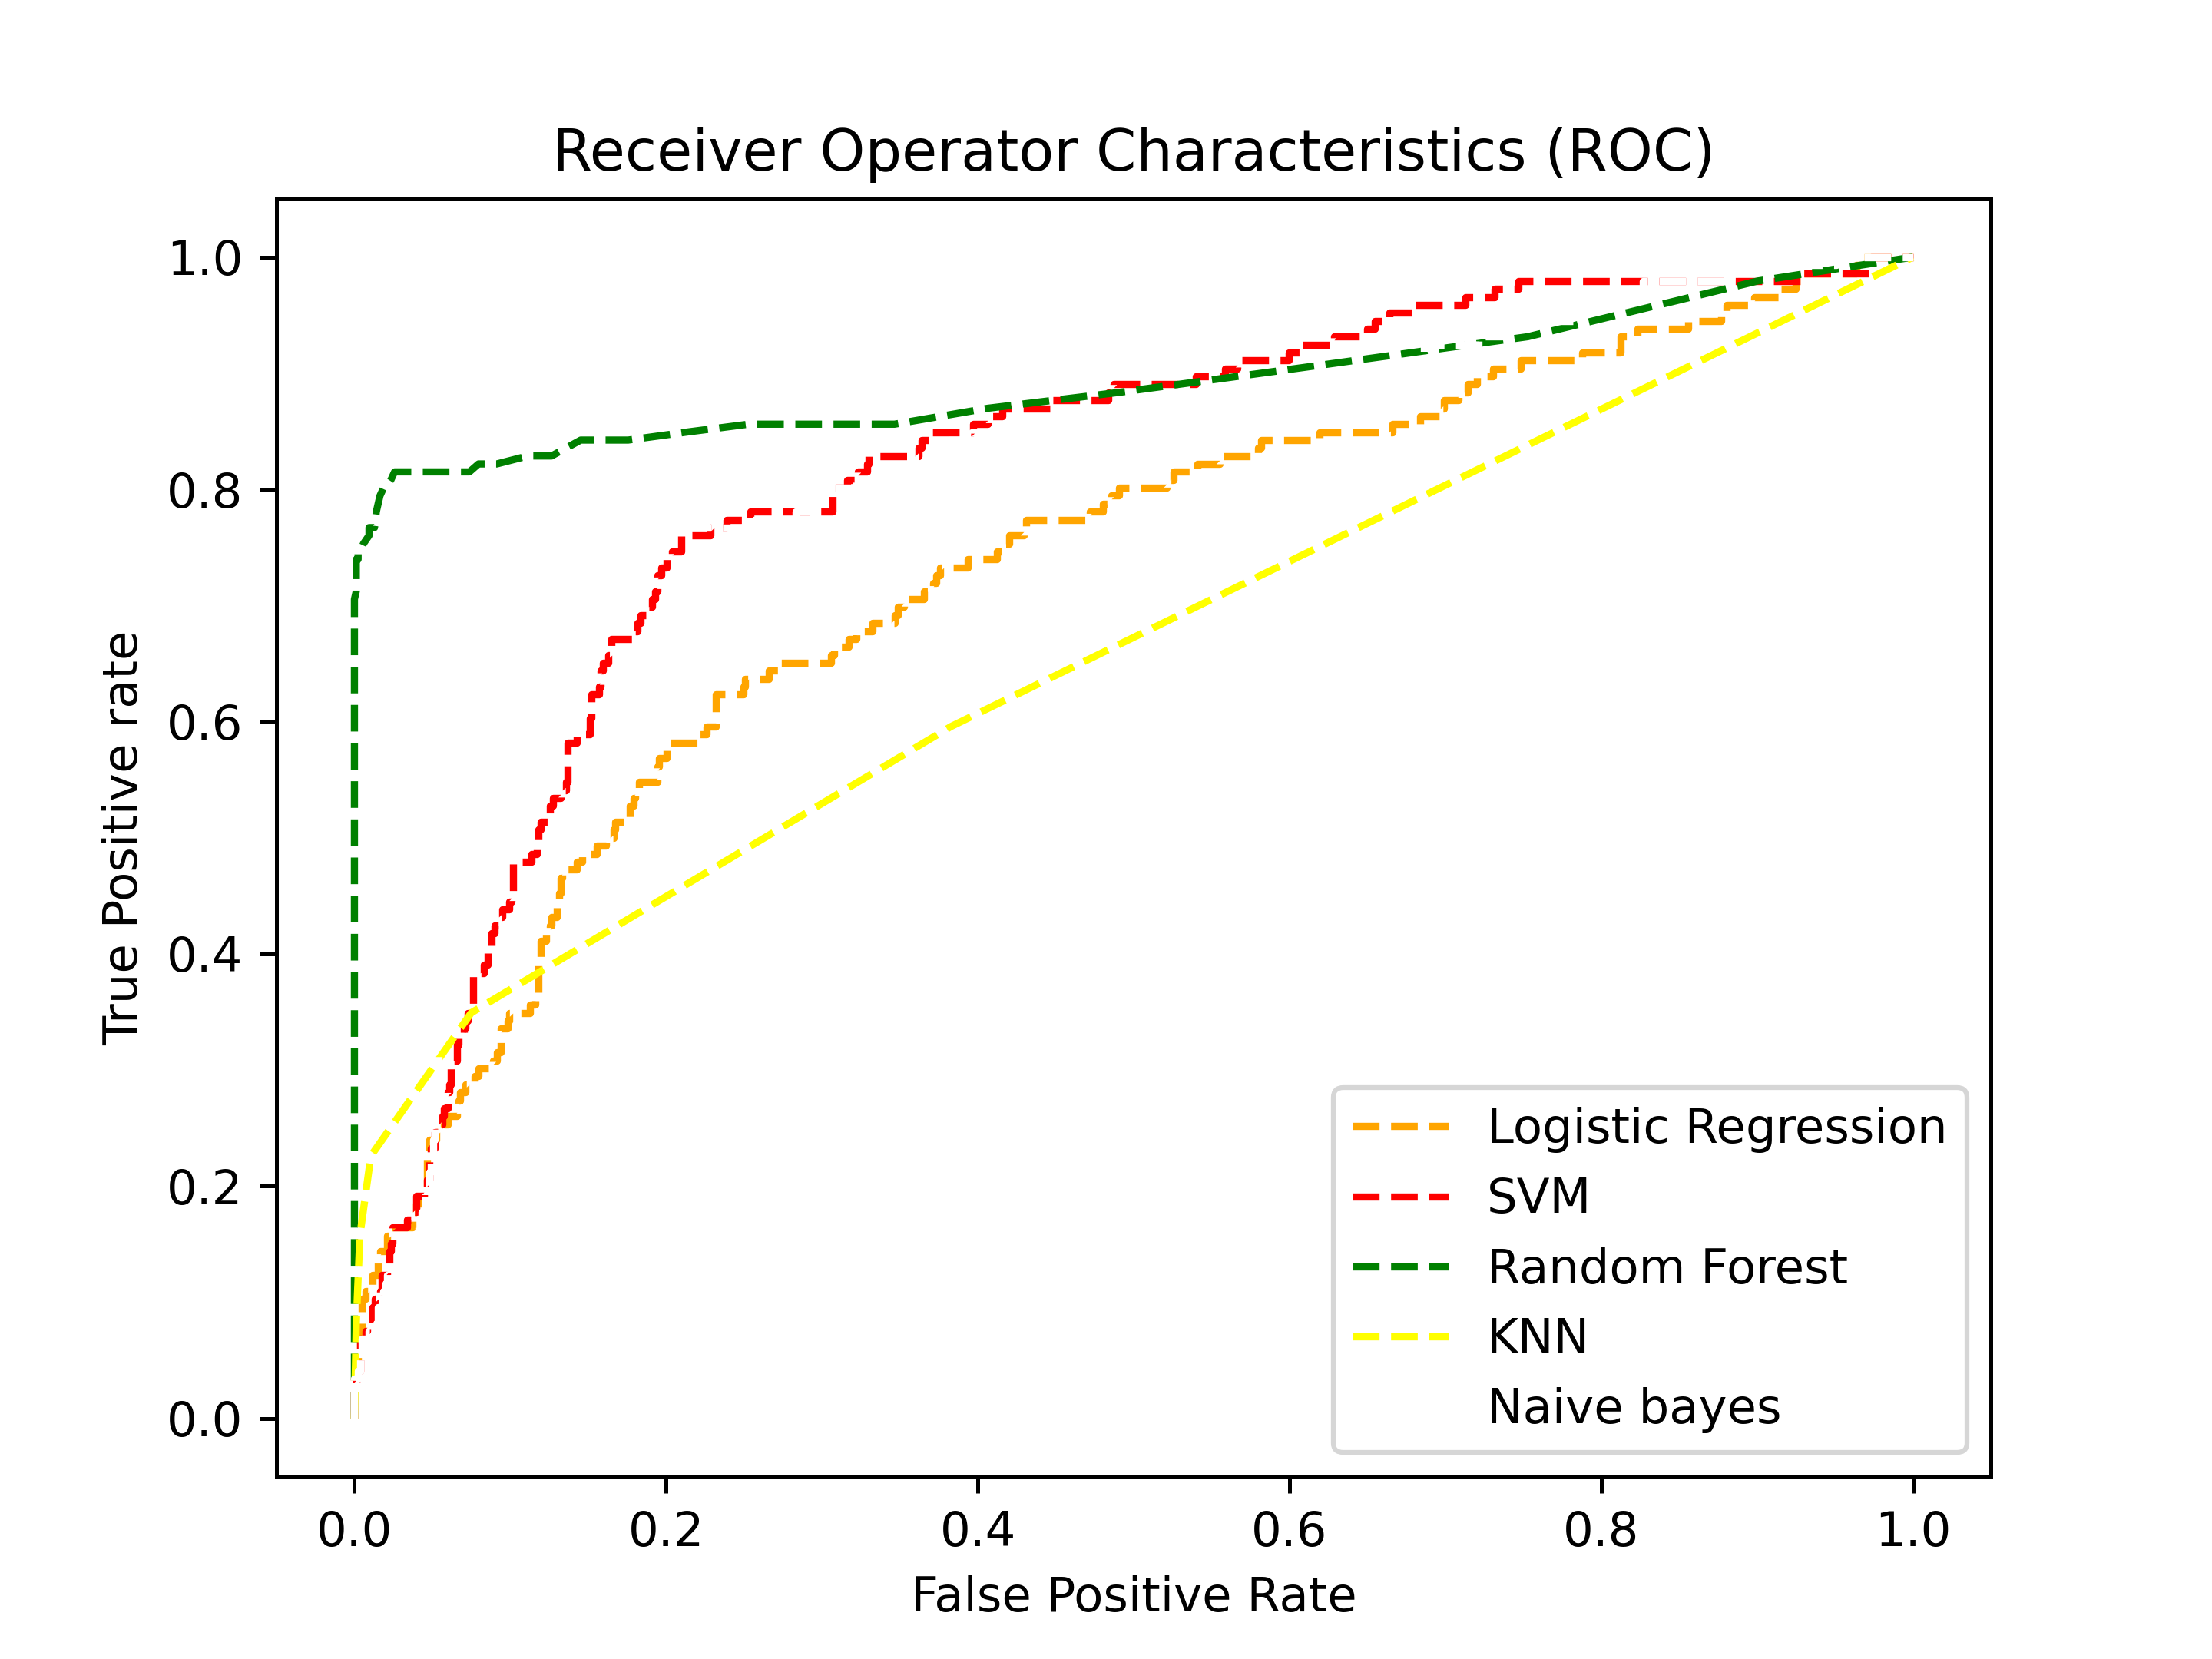 Receiver Operator Characteristics (ROC)
1.0
0.8
0.6
0.4
0.2
0.0
True Positive rate
Logistic Regression
SVM
Random Forest
KNN
Naive bayes
0.0 0.2 0.4 0.6 0.8 1.0
False Positive Rate